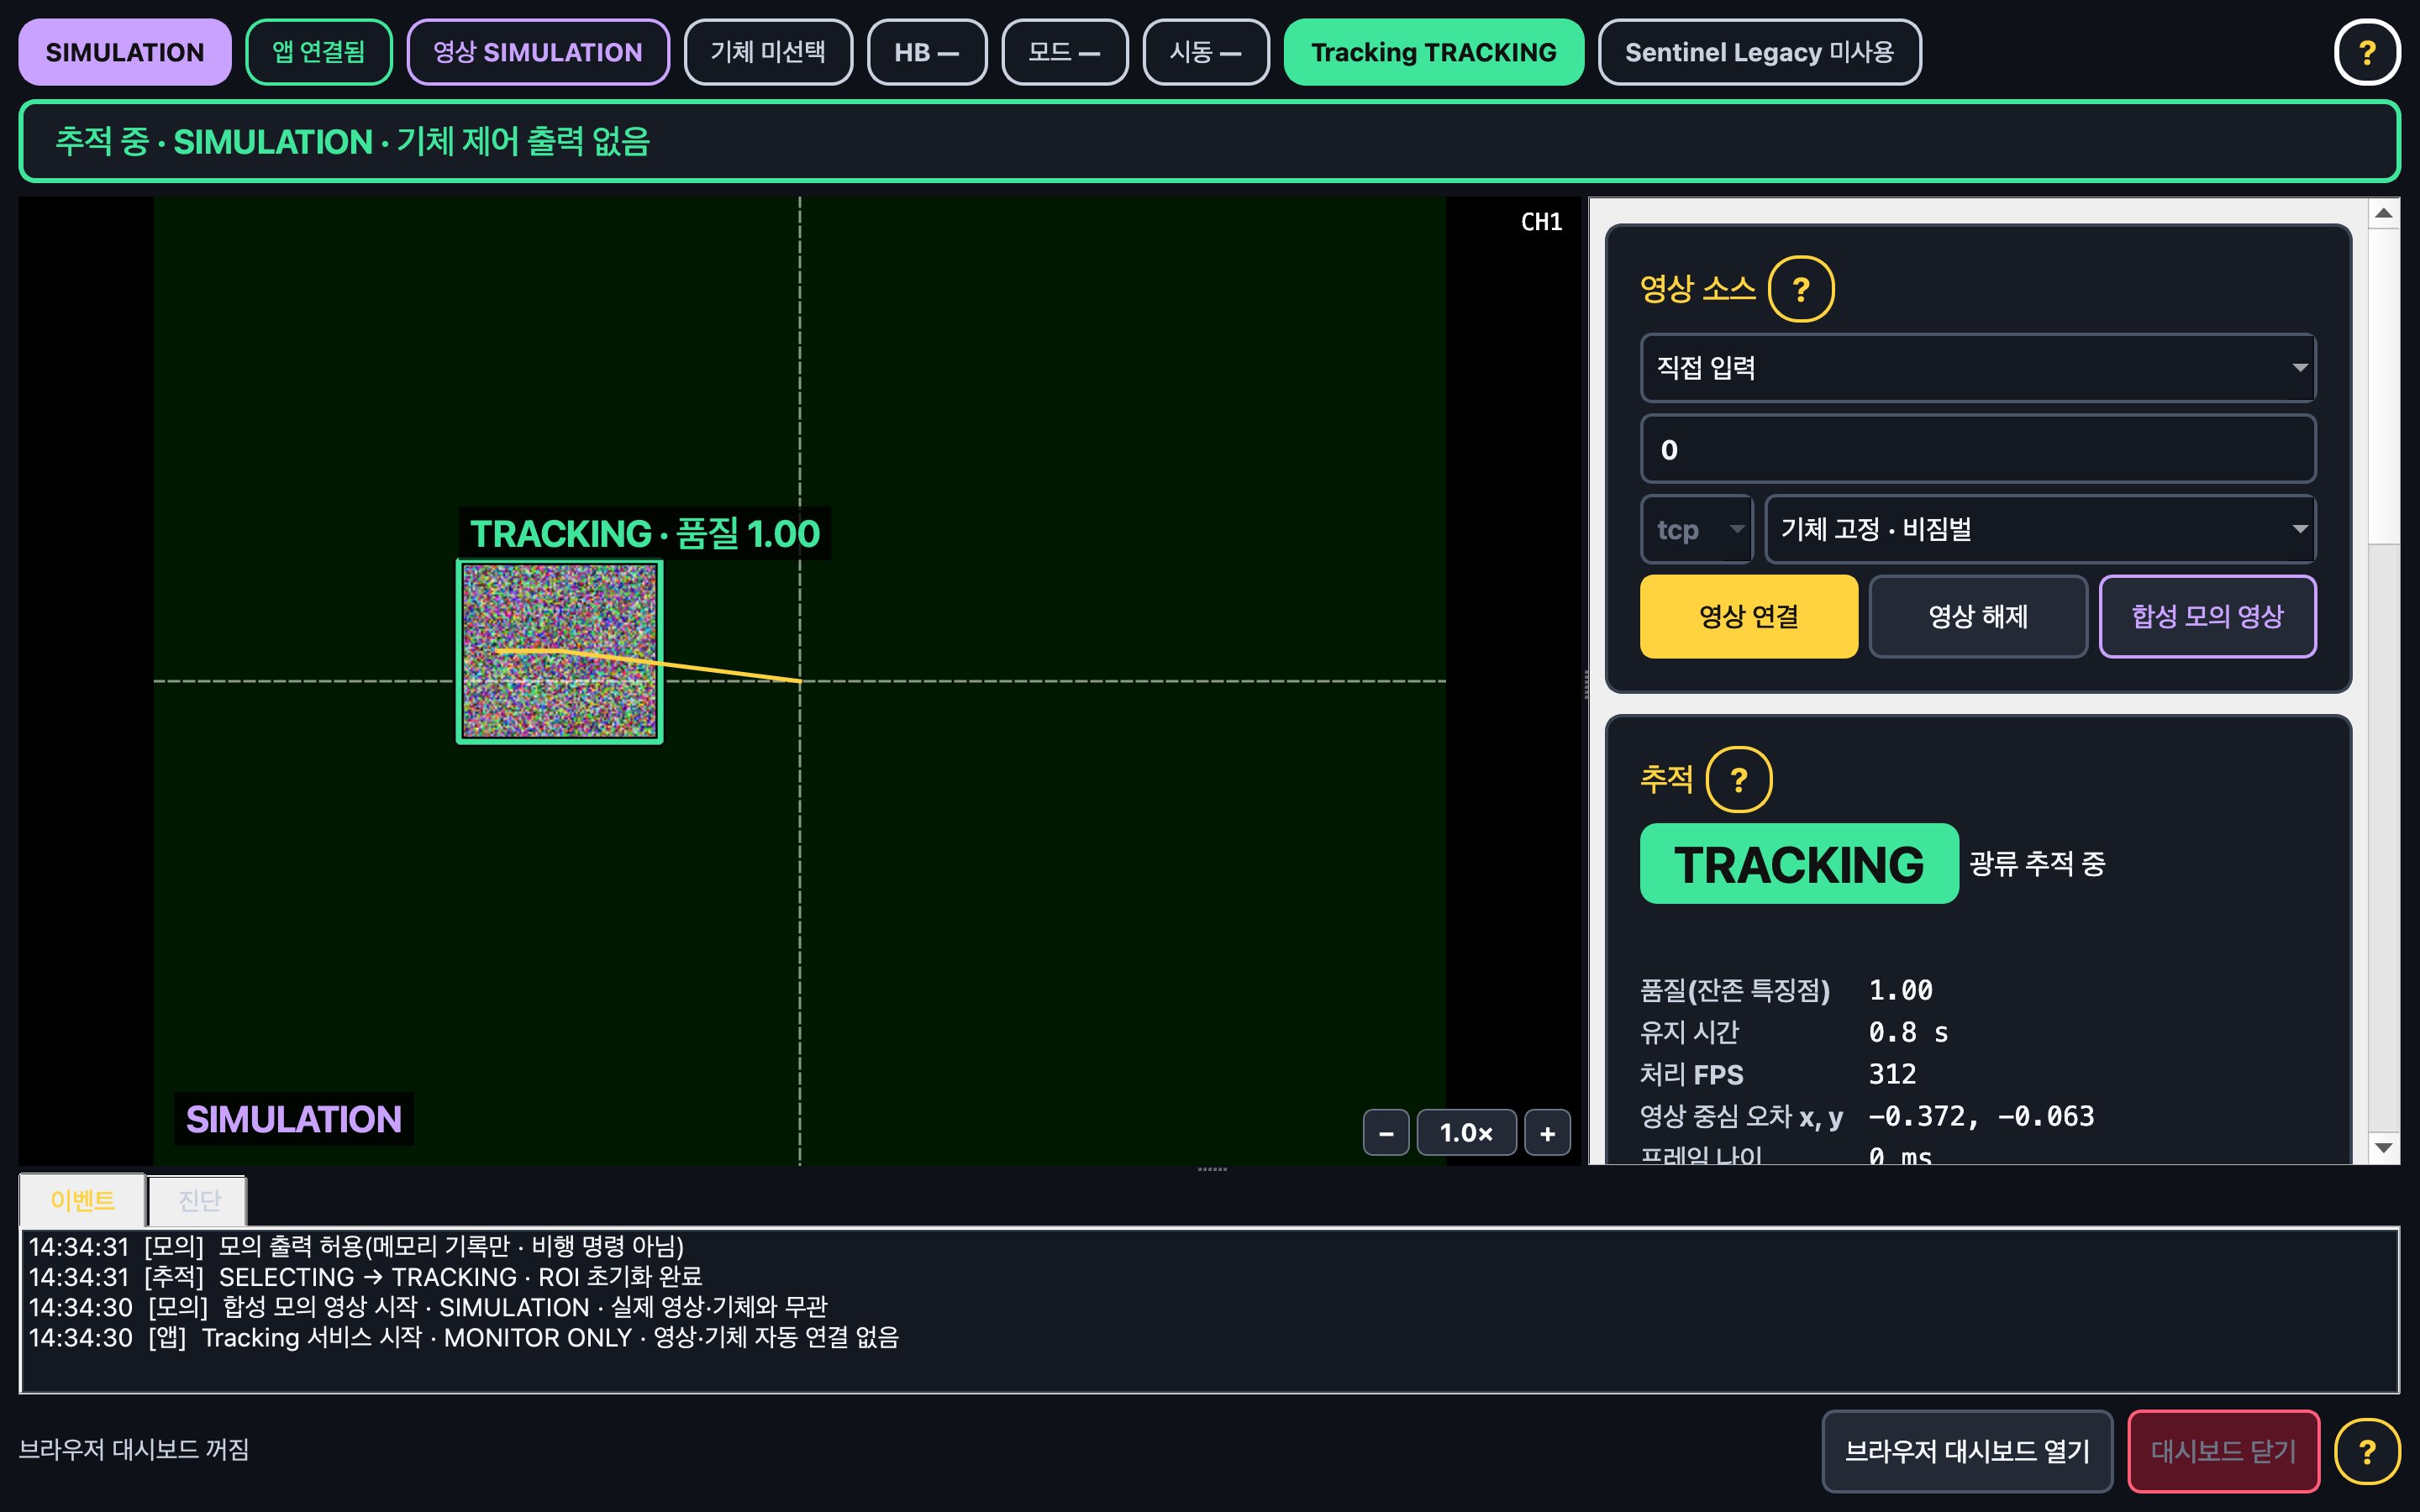 SIMULATION 앱 연결됨 영상 SIMULATION 기체 미선택 HB — 모드 — 시동 — Tracking TRACKING Sentinel Legacy 미사용 ?
추적 중 · SIMULATION · 기체 제어 출력 없음
CH1
TRACKING · 품질 1.00
SIMULATION
− 1.0× +
영상 소스 ?
직접 입력
0
tcp 기체 고정 · 비짐벌
영상 연결 영상 해제 합성 모의 영상
추적 ?
TRACKING 광류 추적 중
품질(잔존 특징점) 1.00
유지 시간 0.8 s
처리 FPS 312
영상 중심 오차 x, y −0.372, −0.063
프레임 나이 0 ms
이벤트 진단
14:34:31 [모의] 모의 출력 허용(메모리 기록만 · 비행 명령 아님)
14:34:31 [추적] SELECTING → TRACKING · ROI 초기화 완료
14:34:30 [모의] 합성 모의 영상 시작 · SIMULATION · 실제 영상·기체와 무관
14:34:30 [앱] Tracking 서비스 시작 · MONITOR ONLY · 영상·기체 자동 연결 없음
브라우저 대시보드 꺼짐
브라우저 대시보드 열기 대시보드 닫기 ?